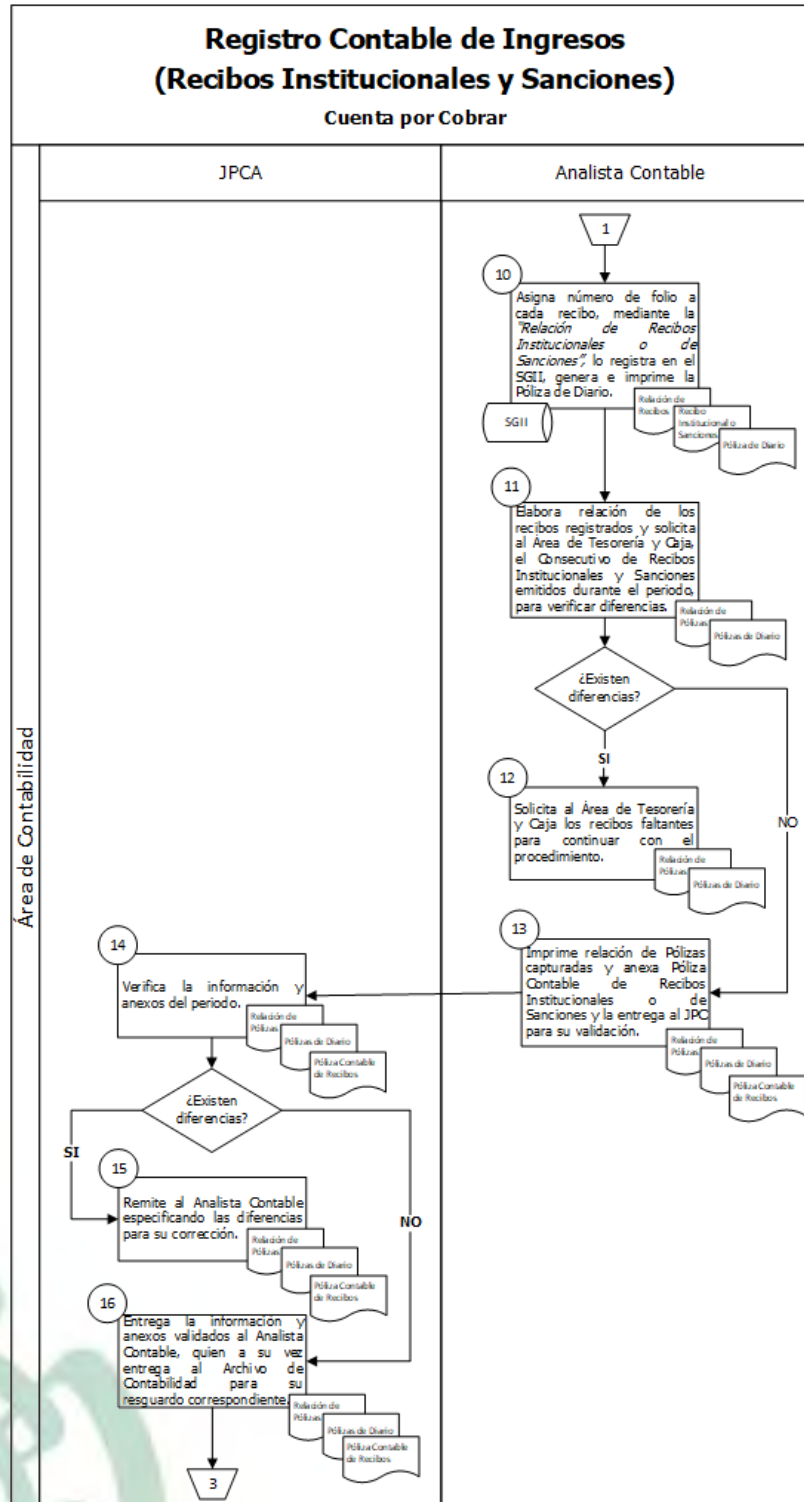 Registro Contable de Ingresos
(Recibos Institucionales y Sanciones)
Cuenta por Cobrar
Área de Contabilidad
JPCA
Analista Contable
1
10
Asigna número de folio a
cada recibo, mediante la
"Relación de Recibos
Institucionales o de
Sanciones", lo registra en el
SGII, genera e imprime la
Póliza de Diario.
SGII
Relación de
Recibos
Recibo
Institucional o
Sanciones
Póliza de Diario
11
Elabora relación de los
recibos registrados y solicita
al Área de Tesorería y Caja,
el Consecutivo de Recibos
Institucionales y Sanciones
emitidos durante el periodo,
para verificar diferencias.
Relación de
Pólizas
Pólizas de Diario
¿Existen
diferencias?
SI
NO
12
Solicita al Área de Tesorería
y Caja los recibos faltantes
para continuar con el
procedimiento.
Relación de
Pólizas
Pólizas de Diario
13
Imprime relación de Pólizas
capturadas y anexa Póliza
Contable de Recibos
Institucionales o de
Sanciones y la entrega al JPC
para su validación.
Relación de
Pólizas
Pólizas de Diario
Póliza Contable
de Recibos
14
Verifica la información y
anexos del periodo.
Relación de
Pólizas
Pólizas de Diario
Póliza Contable
de Recibos
¿Existen
diferencias?
SI
NO
15
Remite al Analista Contable
especificando las diferencias
para su corrección.
Relación de
Pólizas
Pólizas de Diario
Póliza Contable
de Recibos
16
Entrega la información y
anexos validados al Analista
Contable, quien a su vez
entrega al Archivo de
Contabilidad para su
resguardo correspondiente.
Relación de
Pólizas
Pólizas de Diario
Póliza Contable
de Recibos
3